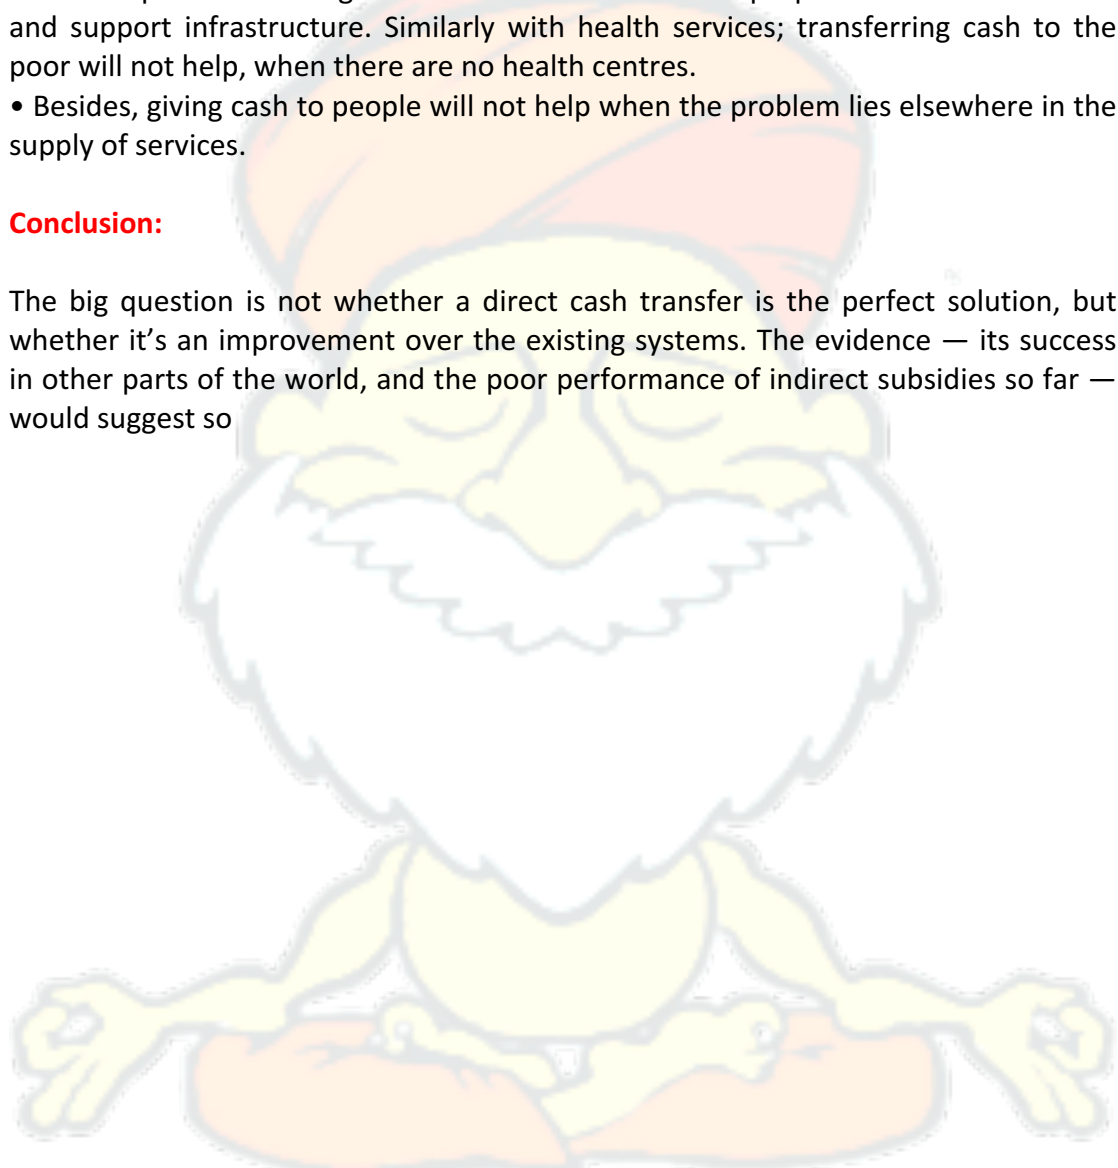 and support infrastructure. Similarly with health services; transferring cash to the
poor will not help, when there are no health centres.
• Besides, giving cash to people will not help when the problem lies elsewhere in the
supply of services.
Conclusion:
The big question is not whether a direct cash transfer is the perfect solution, but
whether it’s an improvement over the existing systems. The evidence — its success
in other parts of the world, and the poor performance of indirect subsidies so far —
would suggest so